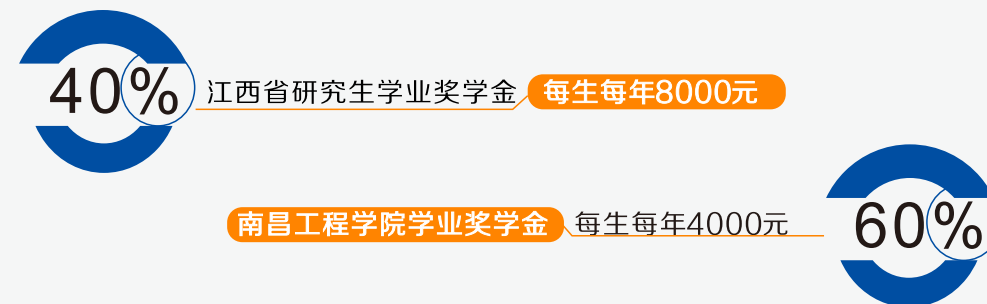 40% 江西省研究生学业奖学金 每生每年8000元
南昌工程学院学业奖学金 每生每年4000元 60%